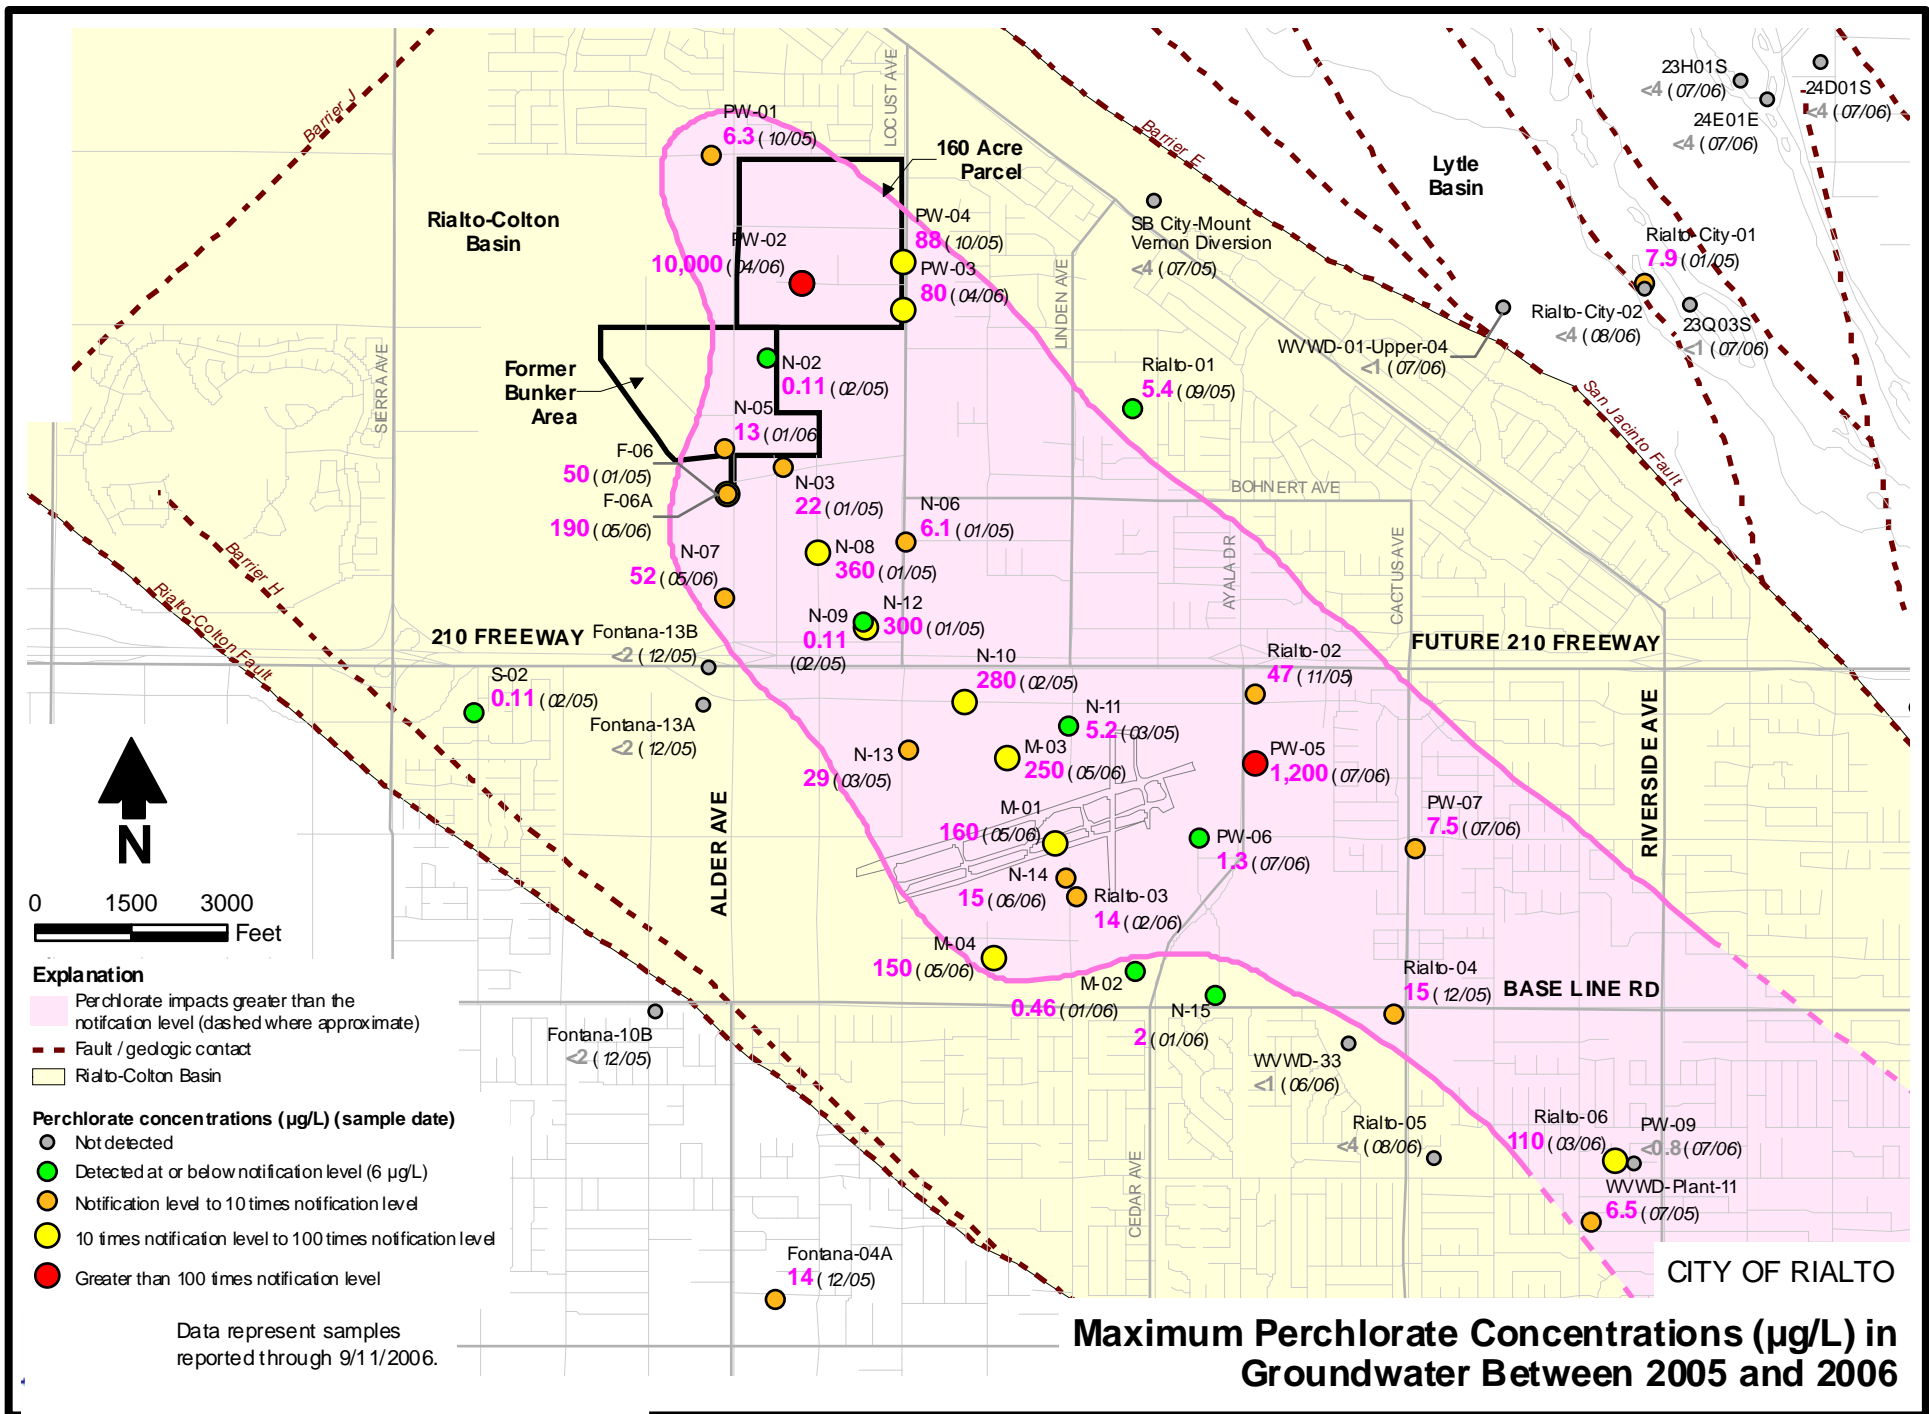 Barrier J
LOCUST AVE
PW-01
6.3 (10/05)
160 Acre
Parcel
Barrier E
Lytle
Basin
23H01S
<4 (07/06)
24D01S
<4 (07/06)
24E01E
<4 (07/06)
Rialto-Colton
Basin
PW-02
10,000 (04/06)
PW-04
88 (10/05)
PW-03
80 (04/06)
SB City-Mount
Vernon Diversion
<4 (07/05)
Rialto-City-01
7.9 (01/05)
Rialto-City-02
<4 (08/06)
23Q03S
<1 (07/06)
LINDEN AVE
WVWD-01-Upper-04
<1 (07/06)
SIERRA AVE
Former
Bunker
Area
N-02
0.11 (02/05)
Rialto-01
5.4 (09/05)
San Jacinto Fault
N-05
13 (01/06
F-06
50 (01/05)
F-06A
190 (05/06)
N-03
22 (01/05)
N-06
6.1 (01/05)
BOHNERT AVE
N-07
52 (05/06)
N-08
360 (01/05)
AYALA DR
CACTUS AVE
Barrier H
Rialto-Colton Fault
N-09
0.11
(02/05)
N-12
300 (01/05)
210 FREEWAY
Fontana-13B
<2 (12/05)
FUTURE 210 FREEWAY
S-02
0.11 (02/05)
Fontana-13A
<2 (12/05)
N-10
280 (02/05)
Rialto-02
47 (11/05)
N-11
5.2 (03/05)
N-13
29 (03/05)
M-03
250 (05/06)
PW-05
1,200 (07/06)
RIVERSIDE AVE
ALDER AVE
M-01
160 (05/06)
PW-07
7.5 (07/06)
PW-06
1.3 (07/06)
N
N-14
15 (06/06)
Rialto-03
14 (02/06)
0 1500 3000
Feet
M-04
150 (05/06)
M-02
0.46 (01/06)
N-15
2 (01/06)
Rialto-04
15 (12/05)
BASE LINE RD
Fontana-10B
<2 (12/05)
WVWD-33
<1 (06/06)
Rialto-05
<4 (08/06)
Rialto-06
110 (03/06)
PW-09
<0.8 (07/06)
WVWD-Plant-11
6.5 (07/05)
CEDAR AVE
Fontana-04A
14 (12/05)
Explanation
Perchlorate impacts greater than the
notifcation level (dashed where approximate)
Fault / geologic contact
Rialto-Colton Basin
Perchlorate concentrations (µg/L) (sample date)
Not detected
Detected at or below notification level (6 µg/L)
Notification level to 10 times notification level
10 times notification level to 100 times notification level
Greater than 100 times notification level
Data represent samples
reported through 9/11/2006.
CITY OF RIALTO
Maximum Perchlorate Concentrations (µg/L) in
Groundwater Between 2005 and 2006